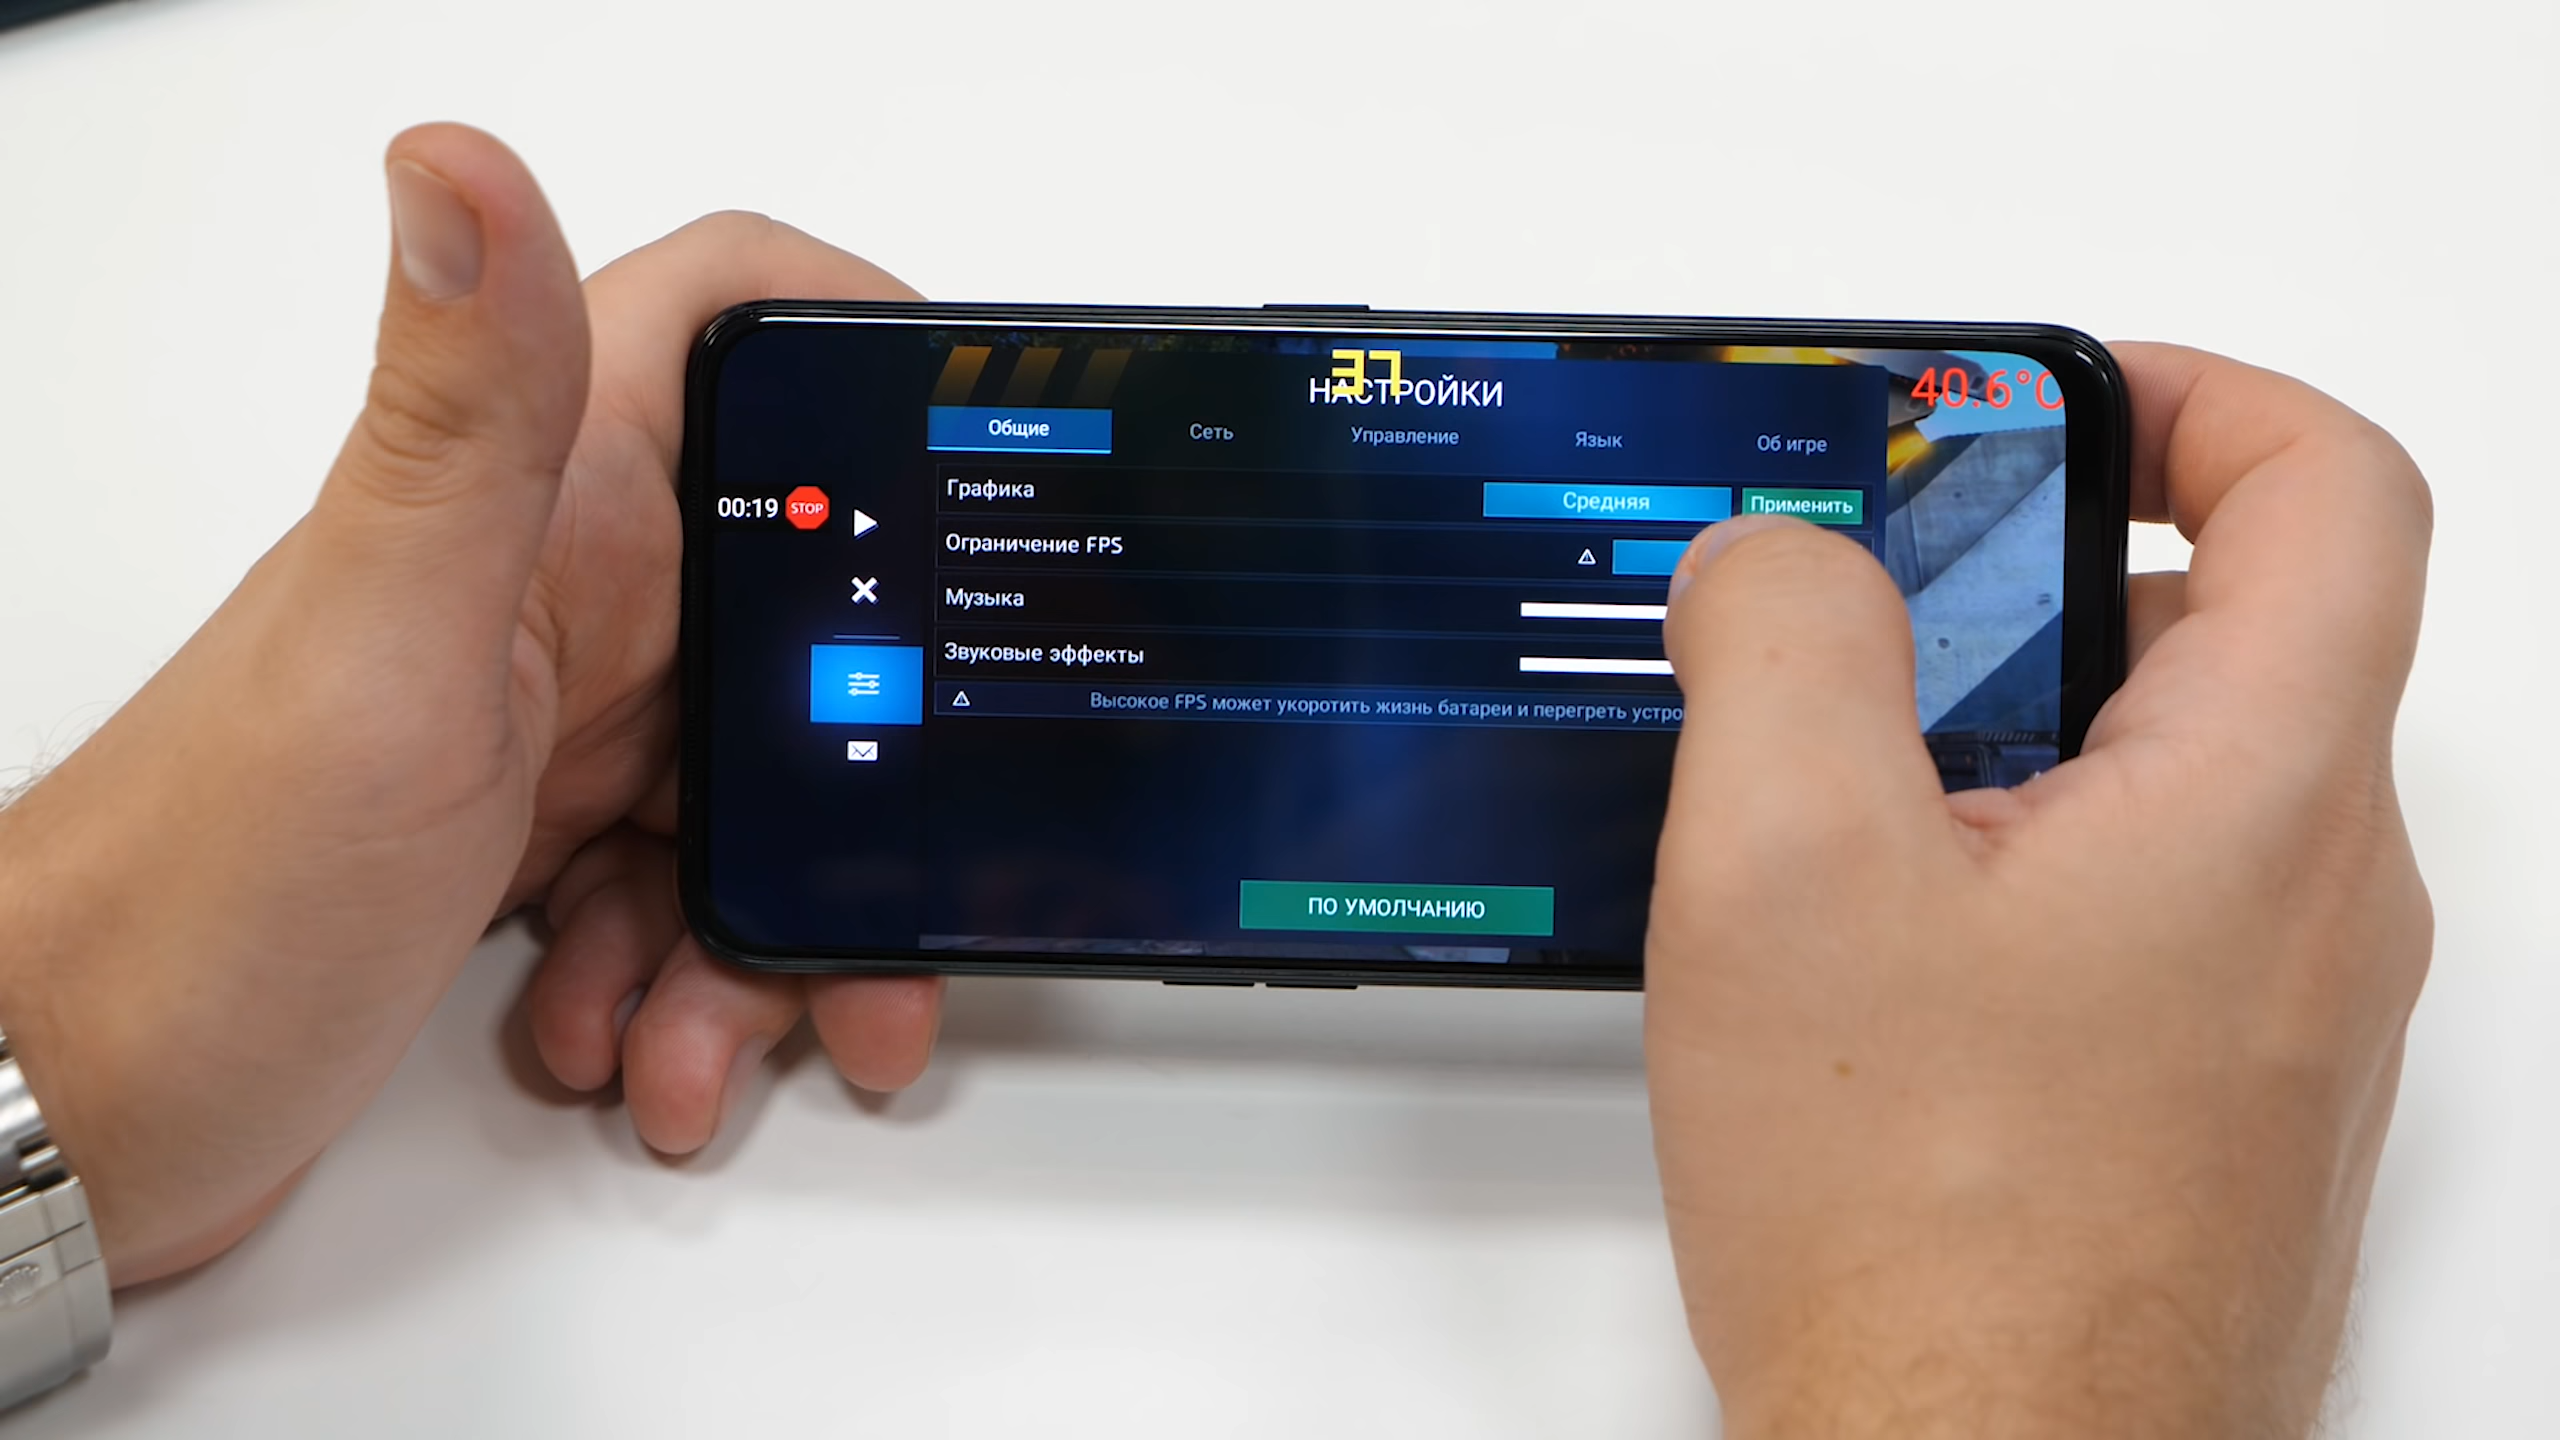 37
НАСТРОЙКИ
40.6°C
Общие
Сеть
Управление
Язык
Об игре
00:19 STOP
Графика
Средняя
Применить
Ограничение FPS
Музыка
Звуковые эффекты
Высокое FPS может укоротить жизнь батареи и перегреть устро
ПО УМОЛЧАНИЮ